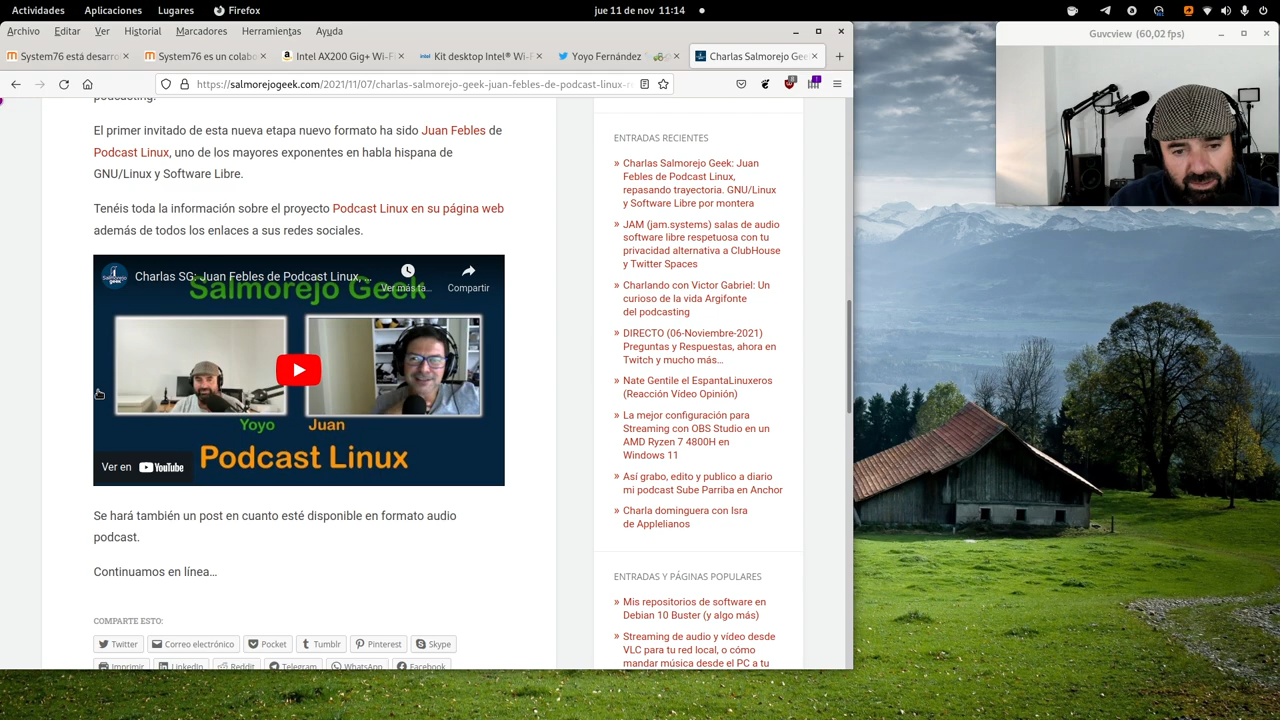 Actividades Aplicaciones Lugares Firefox jue 11 de nov 11:14
Archivo Editar Ver Historial Marcadores Herramientas Ayuda
System76 está desarro
System76 es un colabo
Intel AX200 Gig+ Wi-F
Kit desktop Intel® Wi-F
Yoyo Fernández
Charlas Salmorejo Gee
https://salmorejogeek.com/2021/11/07/charlas-salmorejo-geek-juan-febles-de-podcast-linux-r
podcasting.
El primer invitado de esta nueva etapa nuevo formato ha sido Juan Febles de
Podcast Linux, uno de los mayores exponentes en habla hispana de
GNU/Linux y Software Libre.
Tenéis toda la información sobre el proyecto Podcast Linux en su página web
además de todos los enlaces a sus redes sociales.
Charlas SG: Juan Febles de Podcast Linux, ...
Ver más ta...
Compartir
Salmorejo Geek
Yoyo Juan
Podcast Linux
Ver en YouTube
Se hará también un post en cuanto esté disponible en formato audio
podcast.
Continuamos en línea…
COMPARTE ESTO:
Twitter Correo electrónico Pocket Tumblr Pinterest Skype
Imprimir LinkedIn Reddit Telegram WhatsApp Facebook
ENTRADAS RECIENTES
» Charlas Salmorejo Geek: Juan
Febles de Podcast Linux,
repasando trayectoria. GNU/Linux
y Software Libre por montera
» JAM (jam.systems) salas de audio
software libre respetuosa con tu
privacidad alternativa a ClubHouse
y Twitter Spaces
» Charlando con Victor Gabriel: Un
curioso de la vida Argifonte
del podcasting
» DIRECTO (06-Noviembre-2021)
Preguntas y Respuestas, ahora en
Twitch y mucho más…
» Nate Gentile el EspantaLinuxeros
(Reacción Vídeo Opinión)
» La mejor configuración para
Streaming con OBS Studio en un
AMD Ryzen 7 4800H en
Windows 11
» Así grabo, edito y publico a diario
mi podcast Sube Parriba en Anchor
» Charla dominguera con Isra
de Applelianos
ENTRADAS Y PÁGINAS POPULARES
» Mis repositorios de software en
Debian 10 Buster (y algo más)
» Streaming de audio y vídeo desde
VLC para tu red local, o cómo
mandar música desde el PC a tu
Guvcview (60,02 fps)